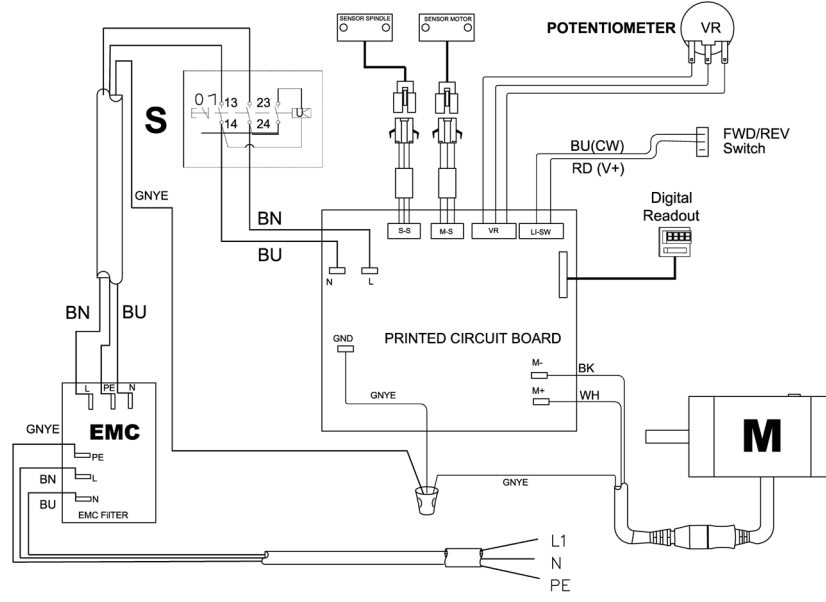 SENSOR SPINDLE
SENSOR MOTOR
POTENTIOMETER
VR
S
13
23
14
24
U
BU(CW)
RD (V+)
FWD/REV
Switch
GNYE
BN
BU
Digital
Readout
S-S
M-S
VR
LI-SW
N
L
BN
BU
PRINTED CIRCUIT BOARD
GND
M-
BK
M+
WH
GNYE
L
PE
N
EMC
GNYE
PE
BN
L
BU
N
EMC FilTER
M
GNYE
L1
N
PE